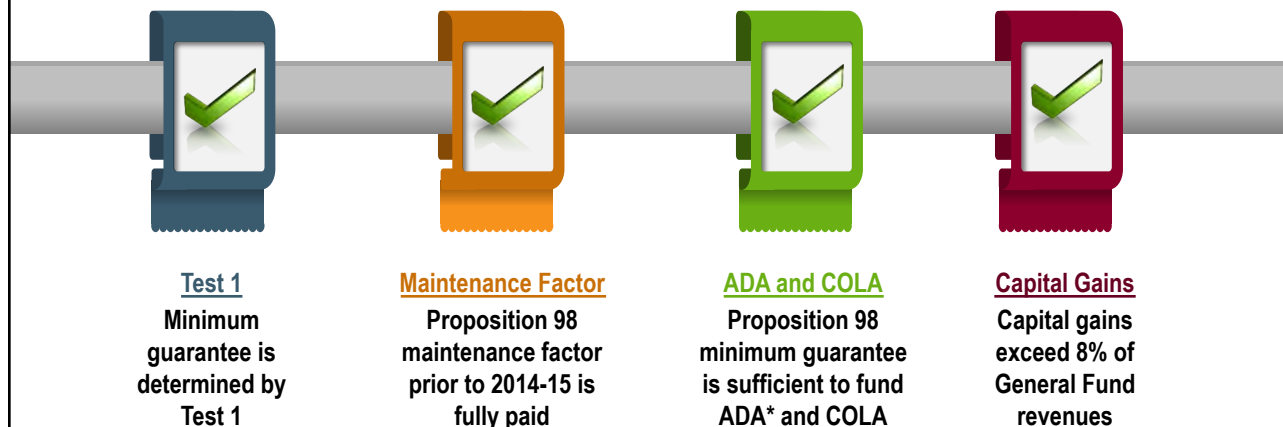 Test 1
Minimum
guarantee is
determined by
Test 1
Maintenance Factor
Proposition 98
maintenance factor
prior to 2014-15 is
fully paid
ADA and COLA
Proposition 98
minimum guarantee
is sufficient to fund
ADA* and COLA
Capital Gains
Capital gains
exceed 8% of
General Fund
revenues